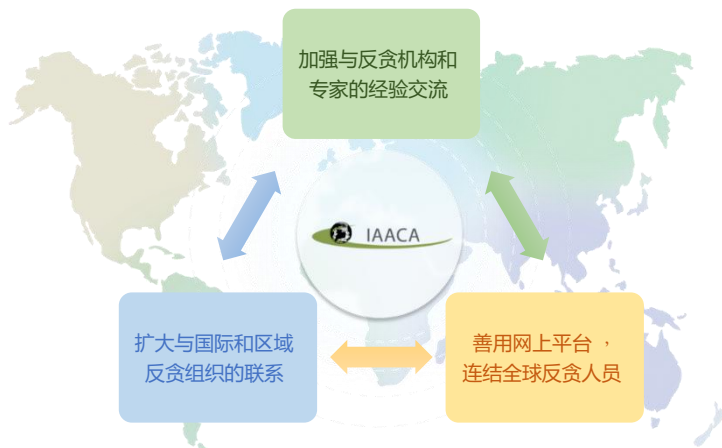 加强与反贪机构和
专家的经验交流
IAACA
扩大与国际和区域
反贪组织的联系
善用网上平台，
连结全球反贪人员